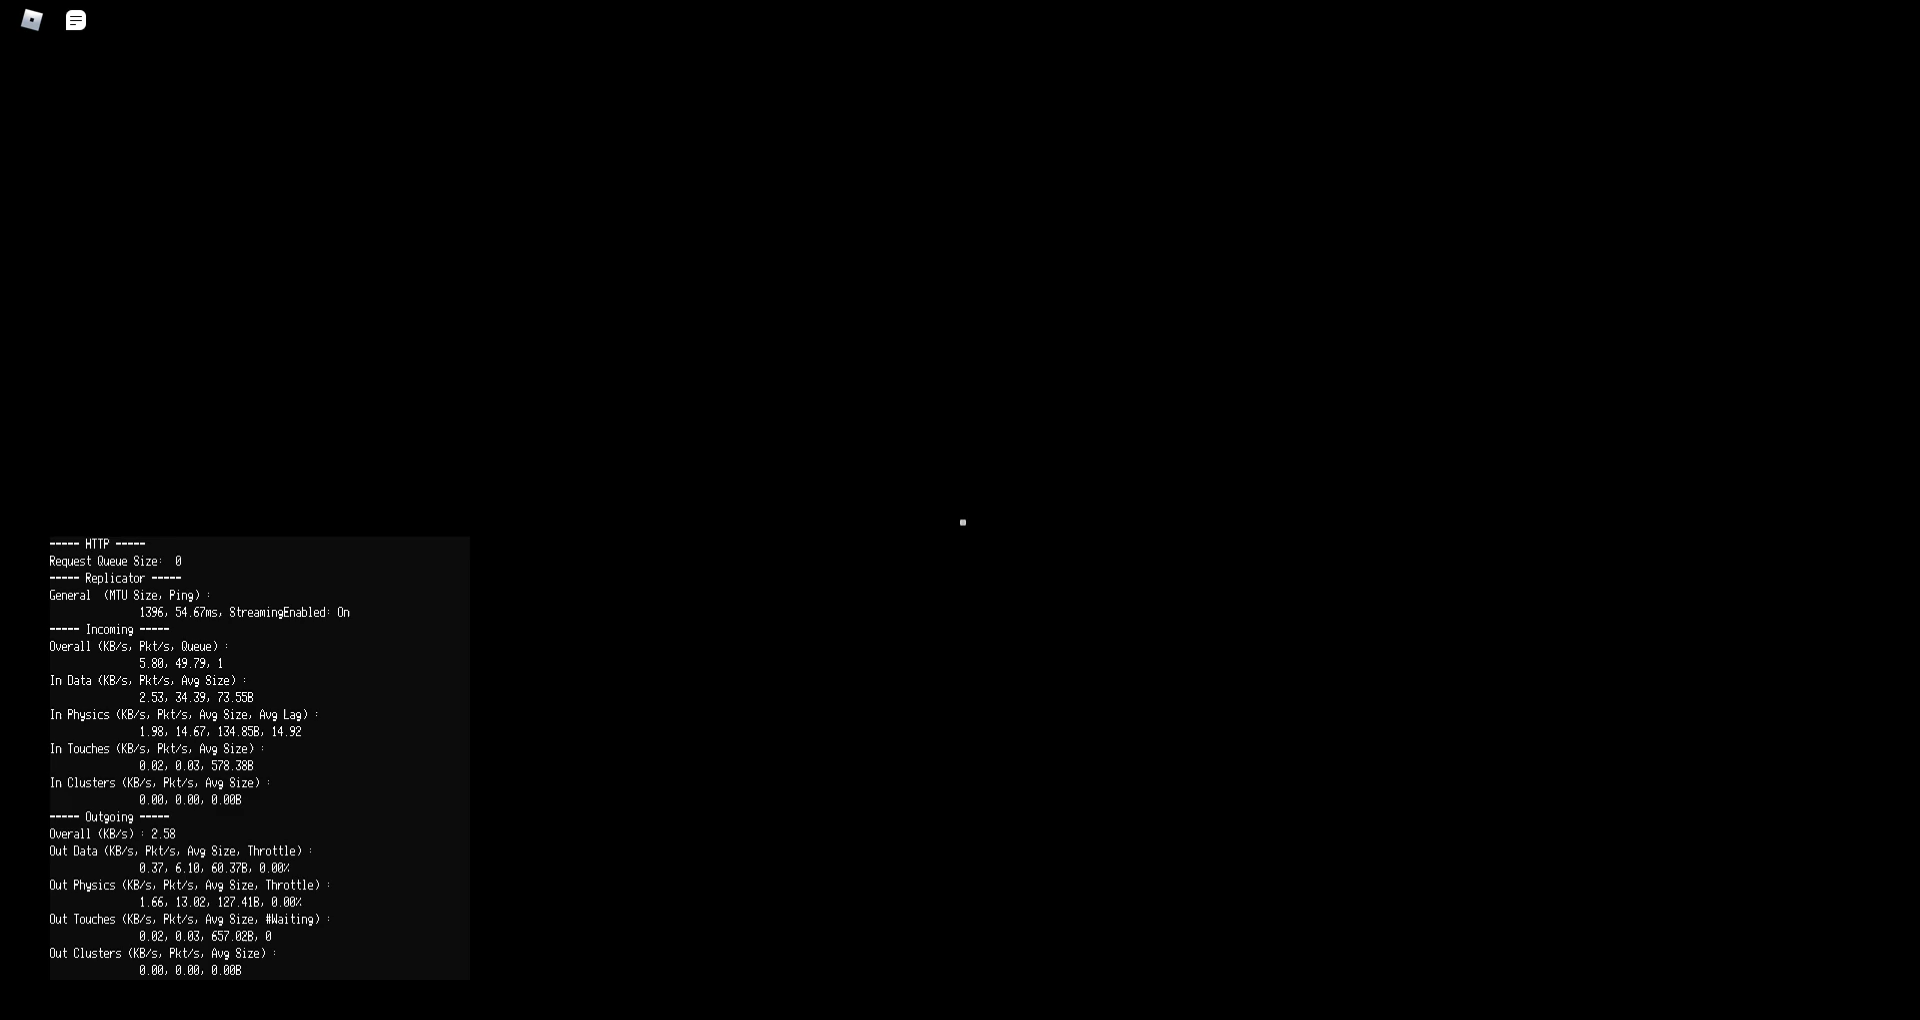 ----- HTTP -----
Request Queue Size:  0
----- Replicator -----
General  (MTU Size, Ping) :
1396, 54.67ms, StreamingEnabled: On
----- Incoming -----
Overall (KB/s, Pkt/s, Queue) :
5.80, 49.79, 1
In Data (KB/s, Pkt/s, Avg Size) :
2.53, 34.39, 73.55B
In Physics (KB/s, Pkt/s, Avg Size, Avg Lag) :
1.98, 14.67, 134.85B, 14.92
In Touches (KB/s, Pkt/s, Avg Size) :
0.02, 0.03, 578.38B
In Clusters (KB/s, Pkt/s, Avg Size) :
0.00, 0.00, 0.00B
----- Outgoing -----
Overall (KB/s) : 2.58
Out Data (KB/s, Pkt/s, Avg Size, Throttle) :
0.37, 6.10, 60.37B, 0.00%
Out Physics (KB/s, Pkt/s, Avg Size, Throttle) :
1.66, 13.02, 127.41B, 0.00%
Out Touches (KB/s, Pkt/s, Avg Size, #Waiting) :
0.02, 0.03, 657.02B, 0
Out Clusters (KB/s, Pkt/s, Avg Size) :
0.00, 0.00, 0.00B